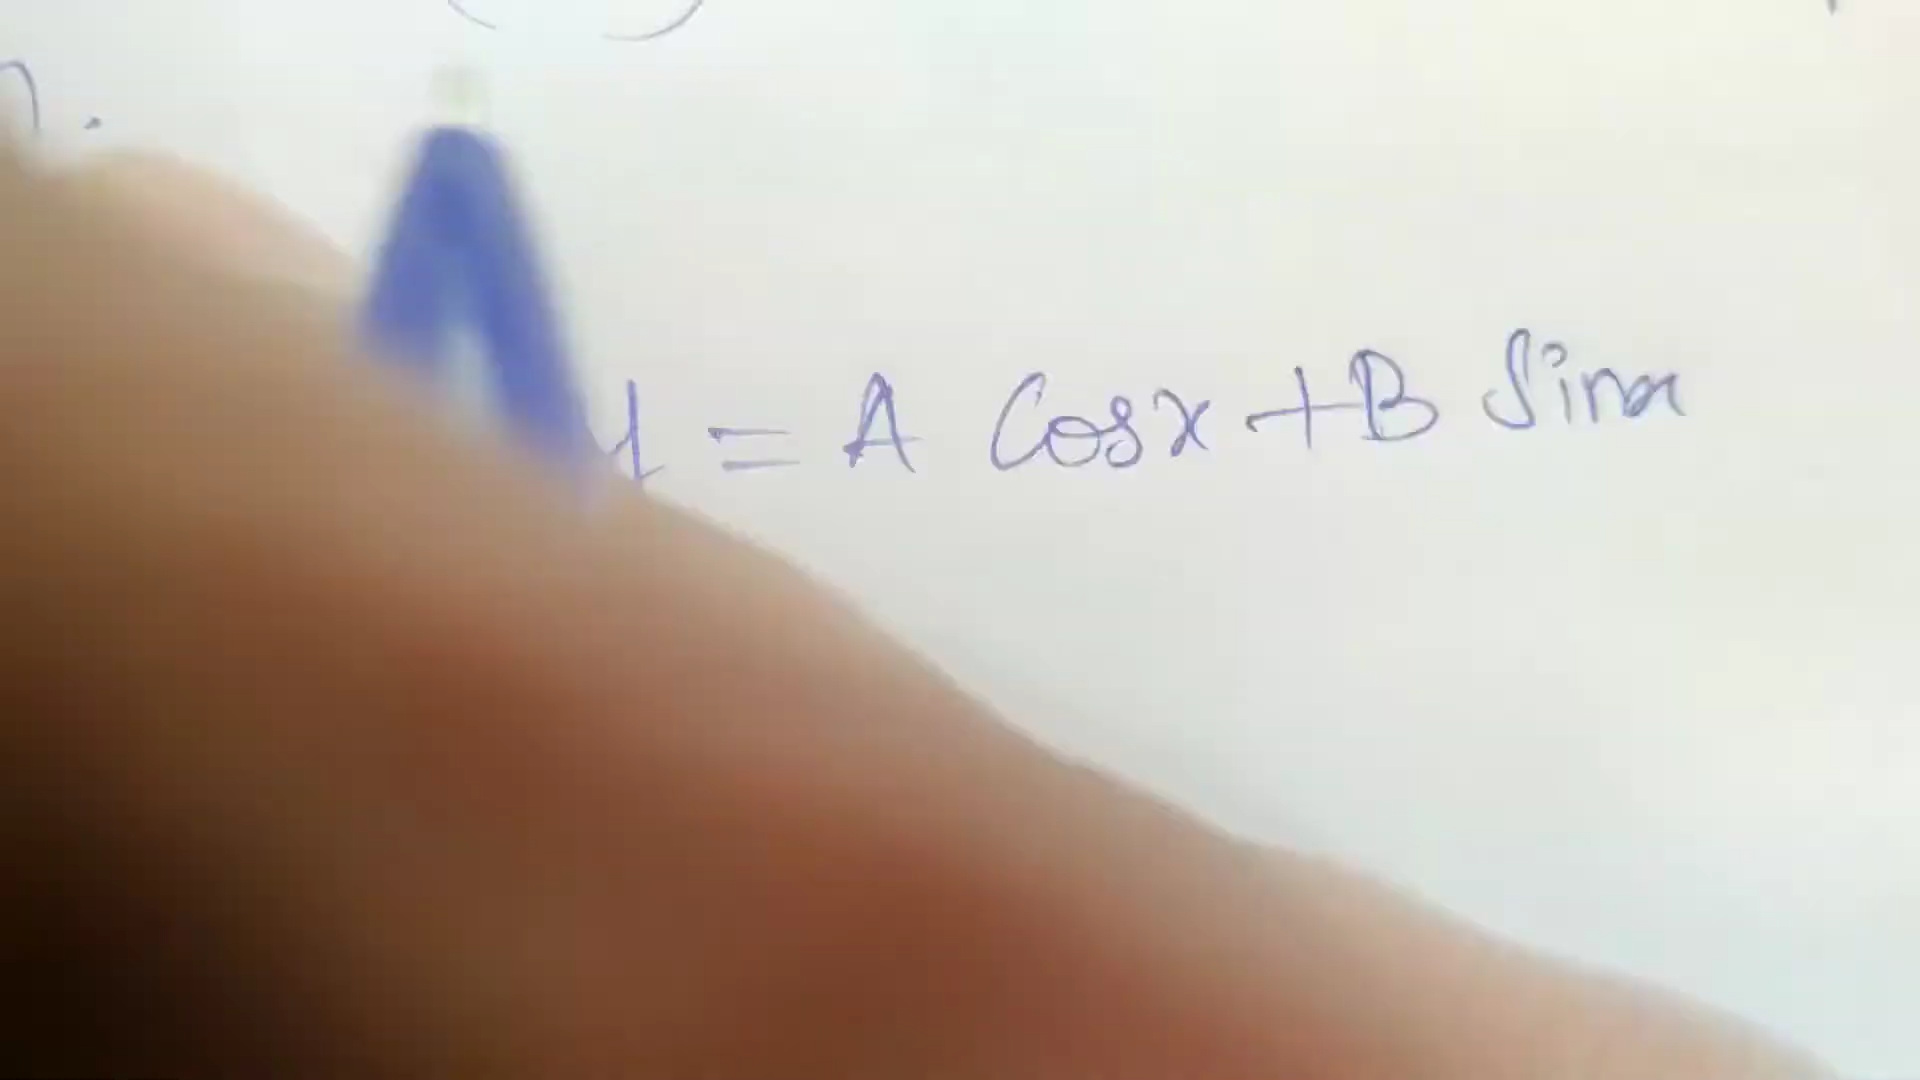 y = A Cosx + B Sinx